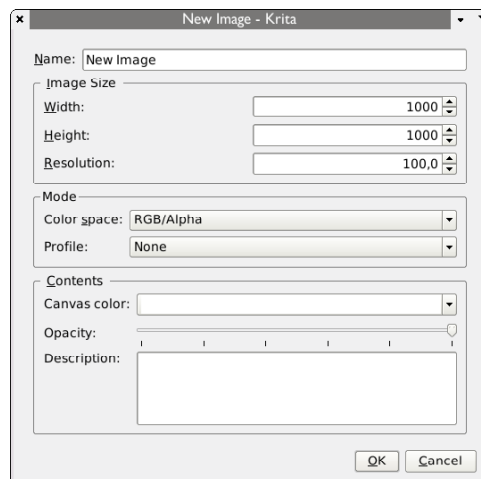 New Image - Krita
Name: New Image
Image Size
Width: 1000
Height: 1000
Resolution: 100,0
Mode
Color space: RGB/Alpha
Profile: None
Contents
Canvas color:
Opacity:
Description:
OK Cancel